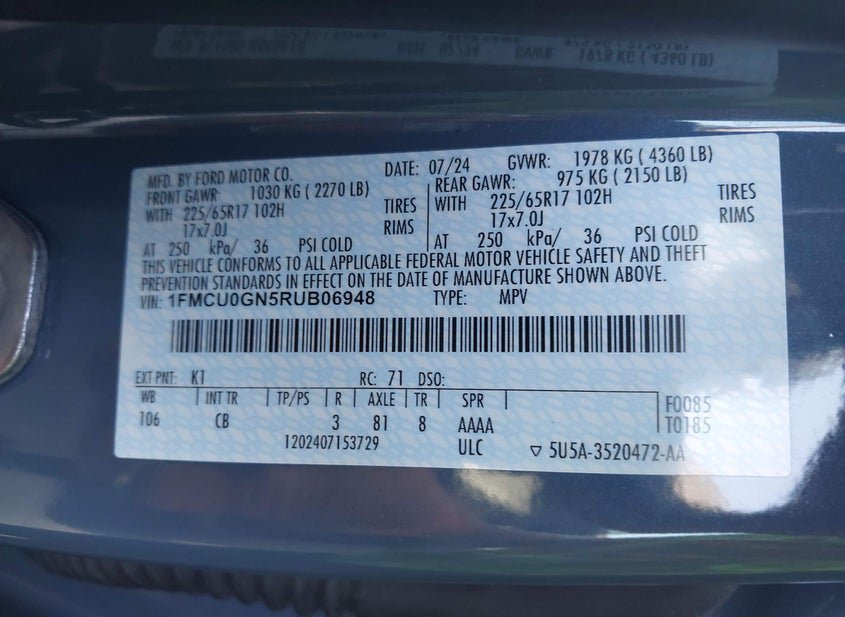 MFD. BY FORD MOTOR CO.
DATE: 07/24 GVWR: 1978 KG ( 4360 LB)
FRONT GAWR: 1030 KG ( 2270 LB) REAR GAWR: 975 KG ( 2150 LB)
WITH 225/65R17 102H TIRES WITH 225/65R17 102H TIRES
17x7.0J RIMS 17x7.0J RIMS
AT 250 kPa/ 36 PSI COLD AT 250 kPa/ 36 PSI COLD
THIS VEHICLE CONFORMS TO ALL APPLICABLE FEDERAL MOTOR VEHICLE SAFETY AND THEFT
PREVENTION STANDARDS IN EFFECT ON THE DATE OF MANUFACTURE SHOWN ABOVE.
VIN: 1FMCU0GN5RUB06948 TYPE: MPV
EXT PNT: K1 RC: 71 DSO:
WB INT TR TP/PS R AXLE TR SPR F0085
106 CB 3 81 8 AAAA T0185
1202407153729 ULC ▽ 5U5A-3520472-AA